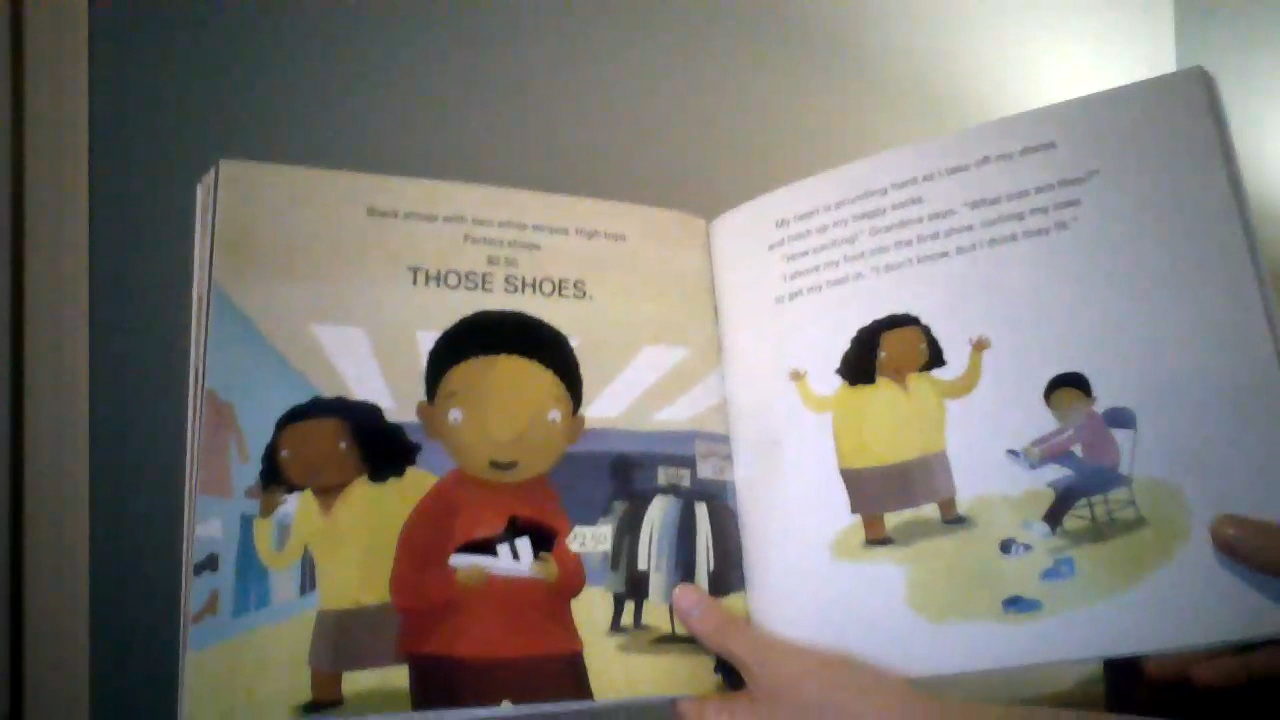 Black shoes with two white stripes. High-tops.
Perfect shape.
$2.50.
THOSE SHOES.
$2.50
My heart is pounding hard as I take off my shoes
and hitch up my baggy socks.
"How exciting!" Grandma says. "What size are they?"
I shove my foot into the first shoe, curling my toes
to get my heel in. "I don't know, but I think they fit."